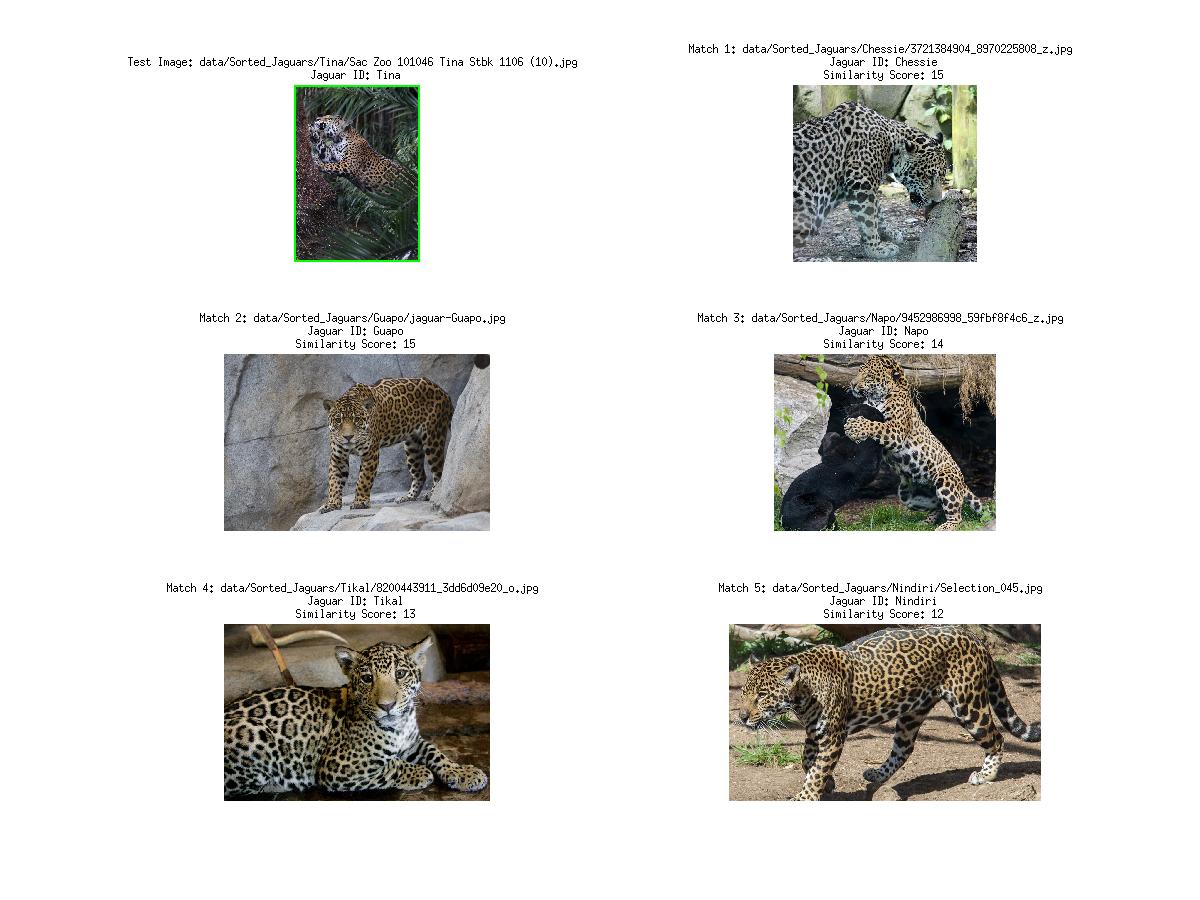 Test Image: data/Sorted_Jaguars/Tina/Sac Zoo 101046 Tina Stbk 1106 (10).jpg
Jaguar ID: Tina
Match 1: data/Sorted_Jaguars/Chessie/3721384904_8970225808_z.jpg
Jaguar ID: Chessie
Similarity Score: 15
Match 2: data/Sorted_Jaguars/Guapo/jaguar-Guapo.jpg
Jaguar ID: Guapo
Similarity Score: 15
Match 3: data/Sorted_Jaguars/Napo/9452986998_59fbf8f4c6_z.jpg
Jaguar ID: Napo
Similarity Score: 14
Match 4: data/Sorted_Jaguars/Tikal/8200443911_3dd6d09e20_o.jpg
Jaguar ID: Tikal
Similarity Score: 13
Match 5: data/Sorted_Jaguars/Nindiri/Selection_045.jpg
Jaguar ID: Nindiri
Similarity Score: 12